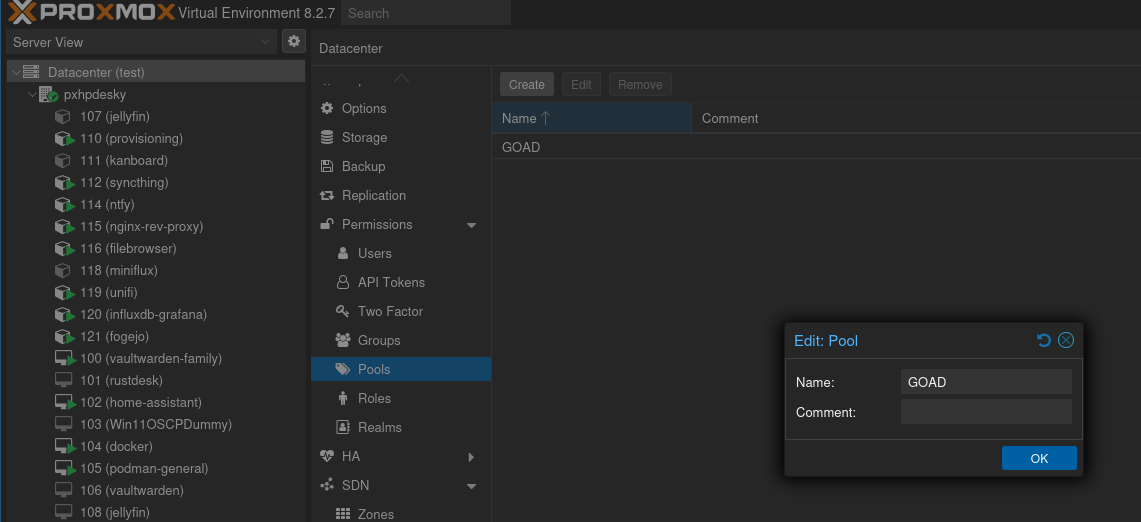 PROXMOX Virtual Environment 8.2.7 Search
Server View
Datacenter (test)
pxhpdesky
107 (jellyfin)
110 (provisioning)
111 (kanboard)
112 (syncthing)
114 (ntfy)
115 (nginx-rev-proxy)
116 (filebrowser)
118 (miniflux)
119 (unifi)
120 (influxdb-grafana)
121 (fogejo)
100 (vaultwarden-family)
101 (rustdesk)
102 (home-assistant)
103 (Win11OSCPDummy)
104 (docker)
105 (podman-general)
106 (vaultwarden)
108 (jellyfin)
Datacenter
Options
Storage
Backup
Replication
Permissions
Users
API Tokens
Two Factor
Groups
Pools
Roles
Realms
HA
SDN
Zones
Create Edit Remove
Name Comment
GOAD
Edit: Pool
Name: GOAD
Comment:
OK